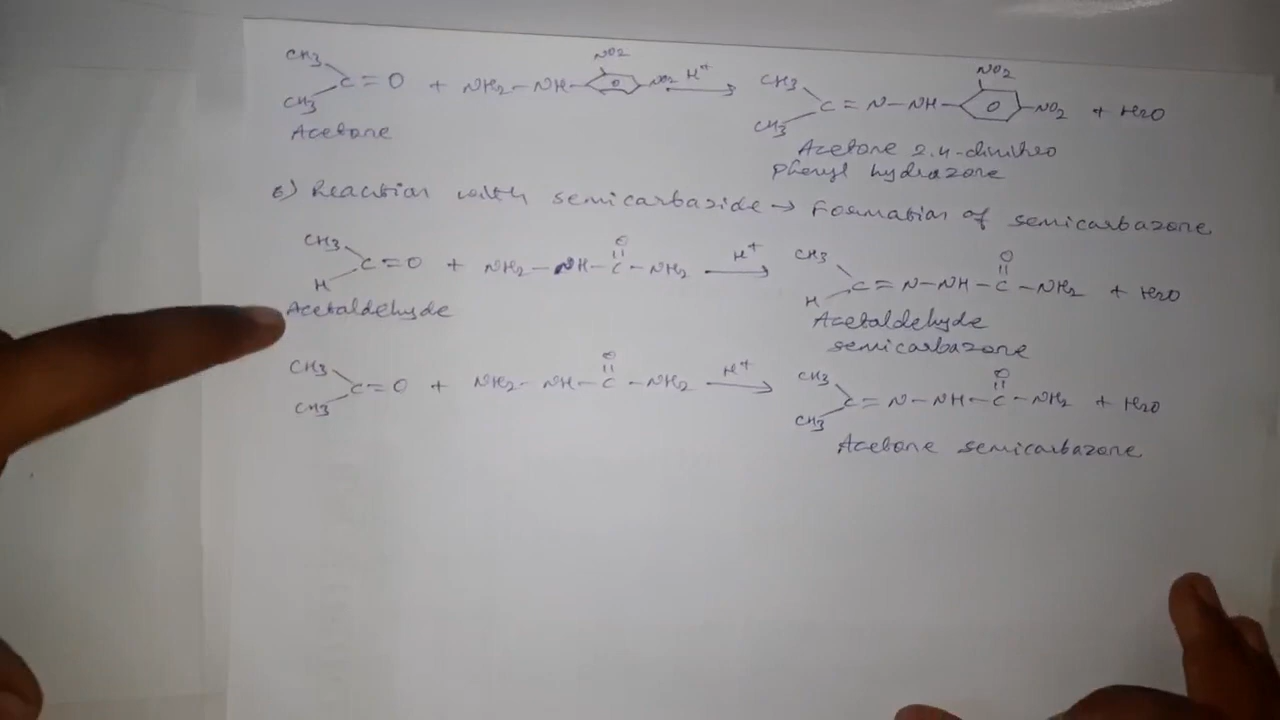 NO2 NO2
CH3 CH3
C = O + NH2 - NH - NO2 H+ → C = N - NH - NO2 + H2O
CH3 CH3
Acetone Acetone 2,4-dinitro
phenyl hydrazone
6) Reaction with semicarbazide → Formation of semicarbazone
CH3 O H+ CH3 O
C = O + NH2 - NH - C - NH2 → C = N - NH - C - NH2 + H2O
H H
Acetaldehyde Acetaldehyde
semicarbazone
CH3 O H+ CH3 O
C = O + NH2 - NH - C - NH2 → C = N - NH - C - NH2 + H2O
CH3 CH3
Acetone semicarbazone